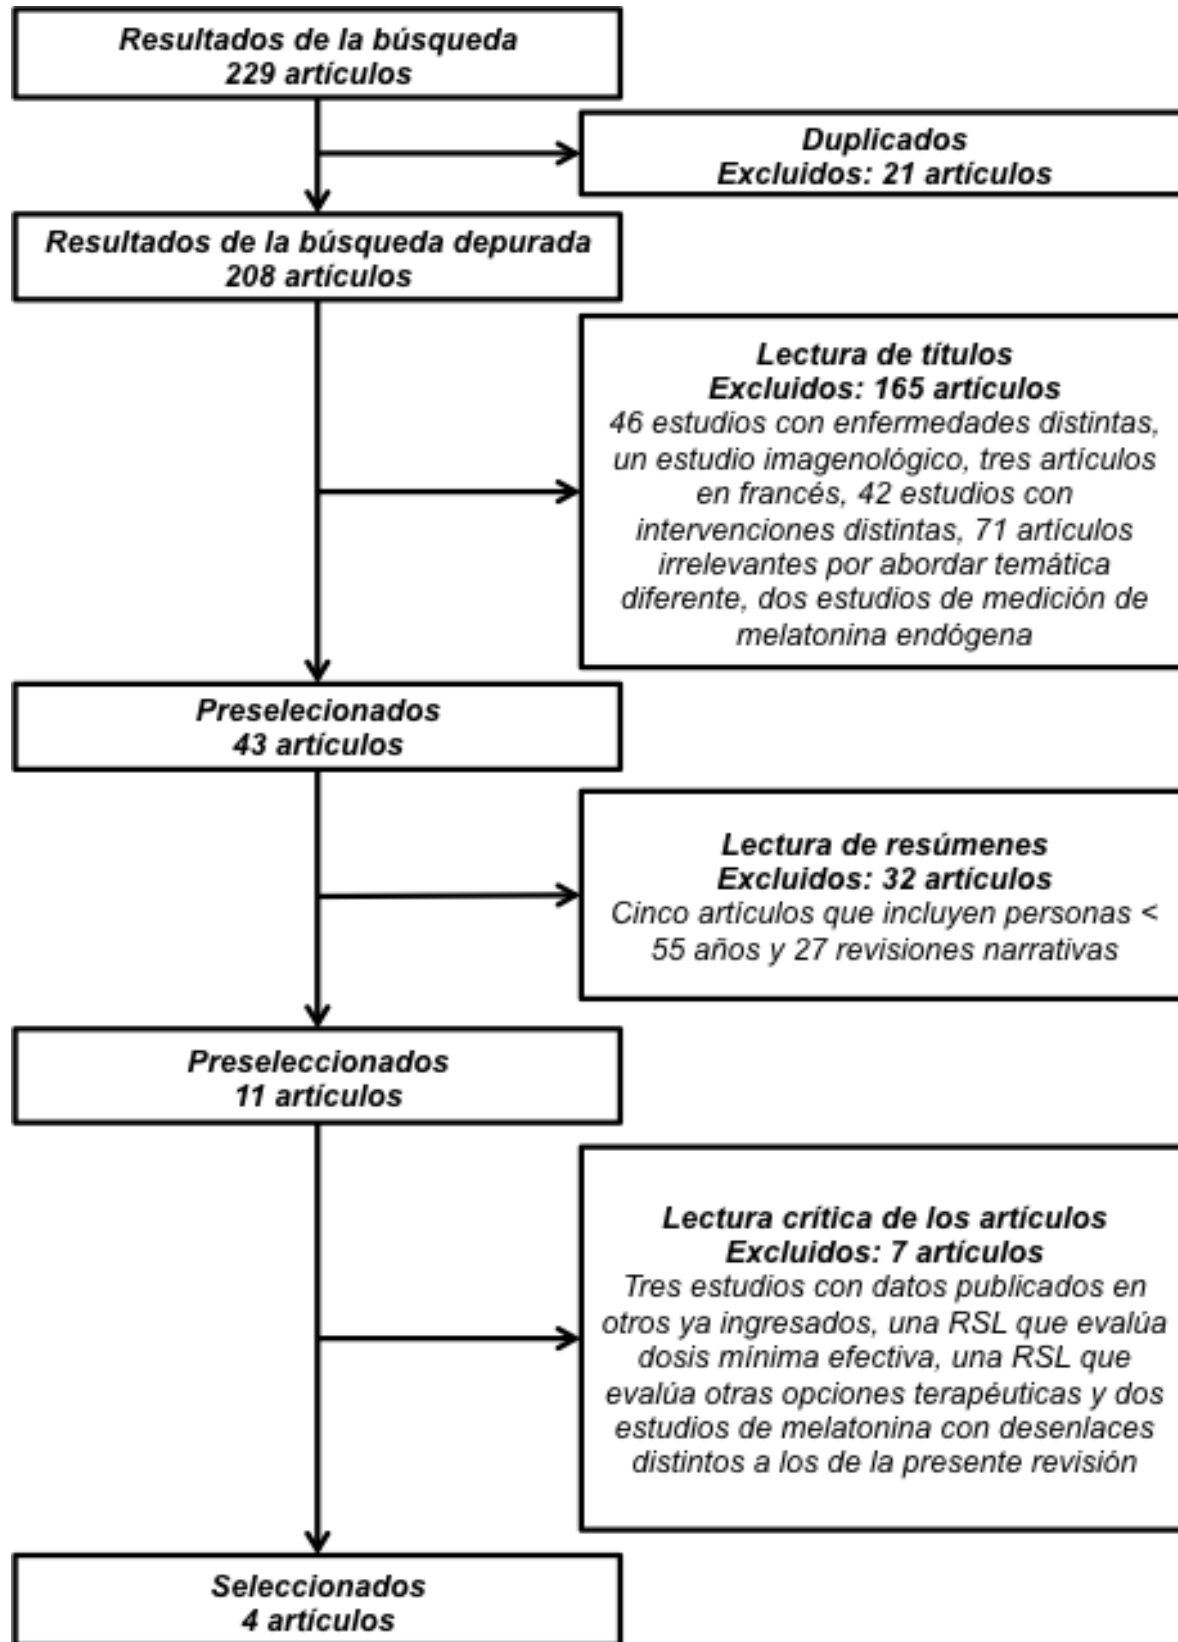 Resultados de la búsqueda
229 artículos
Duplicados
Excluidos: 21 artículos
Resultados de la búsqueda depurada
208 artículos
Lectura de títulos
Excluidos: 165 artículos
46 estudios con enfermedades distintas,
un estudio imagenológico, tres artículos
en francés, 42 estudios con
intervenciones distintas, 71 artículos
irrelevantes por abordar temática
diferente, dos estudios de medición de
melatonina endógena
Preselecionados
43 artículos
Lectura de resúmenes
Excluidos: 32 artículos
Cinco artículos que incluyen personas <
55 años y 27 revisiones narrativas
Preseleccionados
11 artículos
Lectura crítica de los artículos
Excluidos: 7 artículos
Tres estudios con datos publicados en
otros ya ingresados, una RSL que evalúa
dosis mínima efectiva, una RSL que
evalúa otras opciones terapéuticas y dos
estudios de melatonina con desenlaces
distintos a los de la presente revisión
Seleccionados
4 artículos